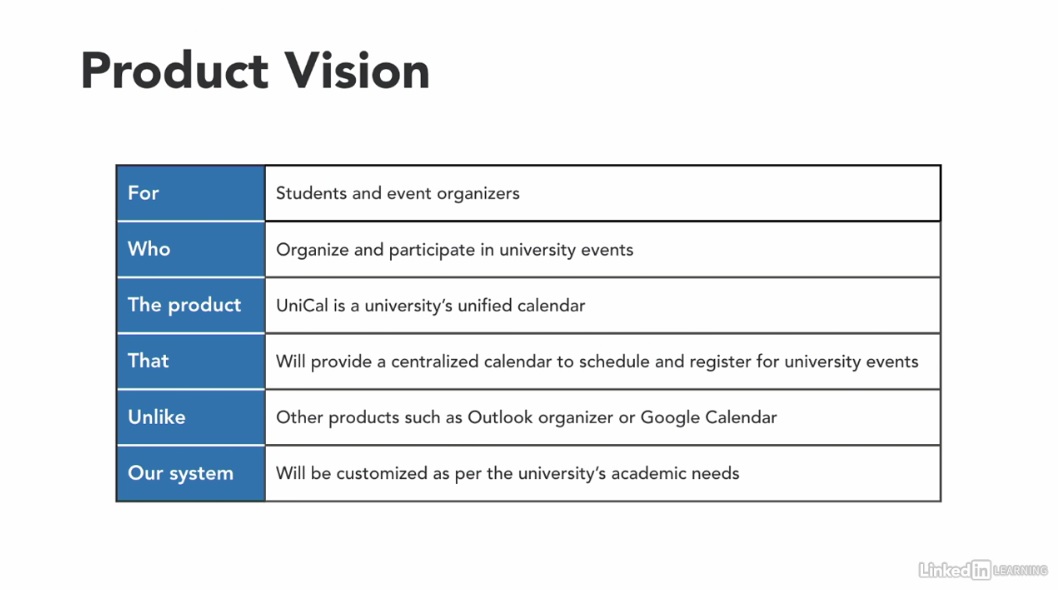 Product Vision
For Students and event organizers
Who Organize and participate in university events
The product UniCal is a university's unified calendar
That Will provide a centralized calendar to schedule and register for university events
Unlike Other products such as Outlook organizer or Google Calendar
Our system Will be customized as per the university's academic needs
Linked in LEARNING